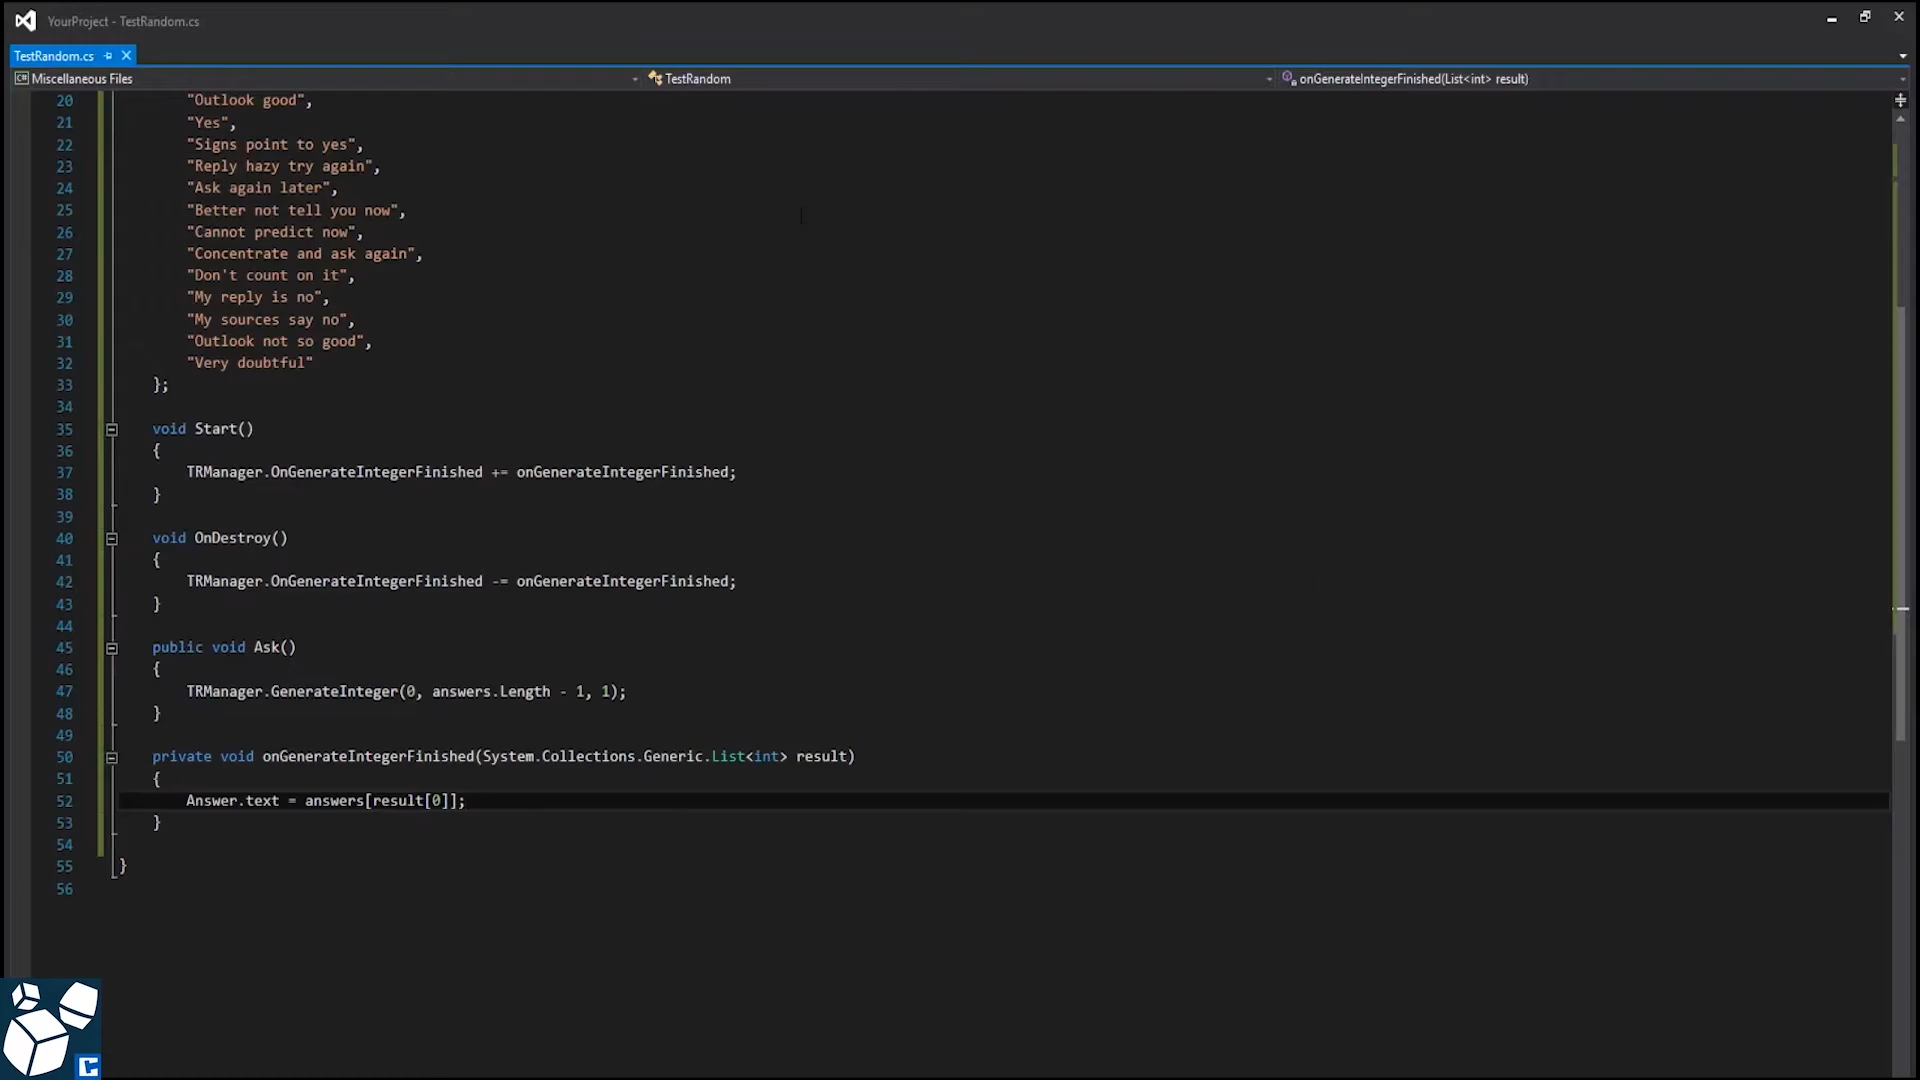 YourProject - TestRandom.cs
TestRandom.cs
Miscellaneous Files TestRandom onGenerateIntegerFinished(List<int> result)
20 "Outlook good",
21 "Yes",
22 "Signs point to yes",
23 "Reply hazy try again",
24 "Ask again later",
25 "Better not tell you now",
26 "Cannot predict now",
27 "Concentrate and ask again",
28 "Don't count on it",
29 "My reply is no",
30 "My sources say no",
31 "Outlook not so good",
32 "Very doubtful"
33 };
34
35 void Start()
36 {
37 TRManager.OnGenerateIntegerFinished += onGenerateIntegerFinished;
38 }
39
40 void OnDestroy()
41 {
42 TRManager.OnGenerateIntegerFinished -= onGenerateIntegerFinished;
43 }
44
45 public void Ask()
46 {
47 TRManager.GenerateInteger(0, answers.Length - 1, 1);
48 }
49
50 private void onGenerateIntegerFinished(System.Collections.Generic.List<int> result)
51 {
52 Answer.text = answers[result[0]];
53 }
54
55 }
56